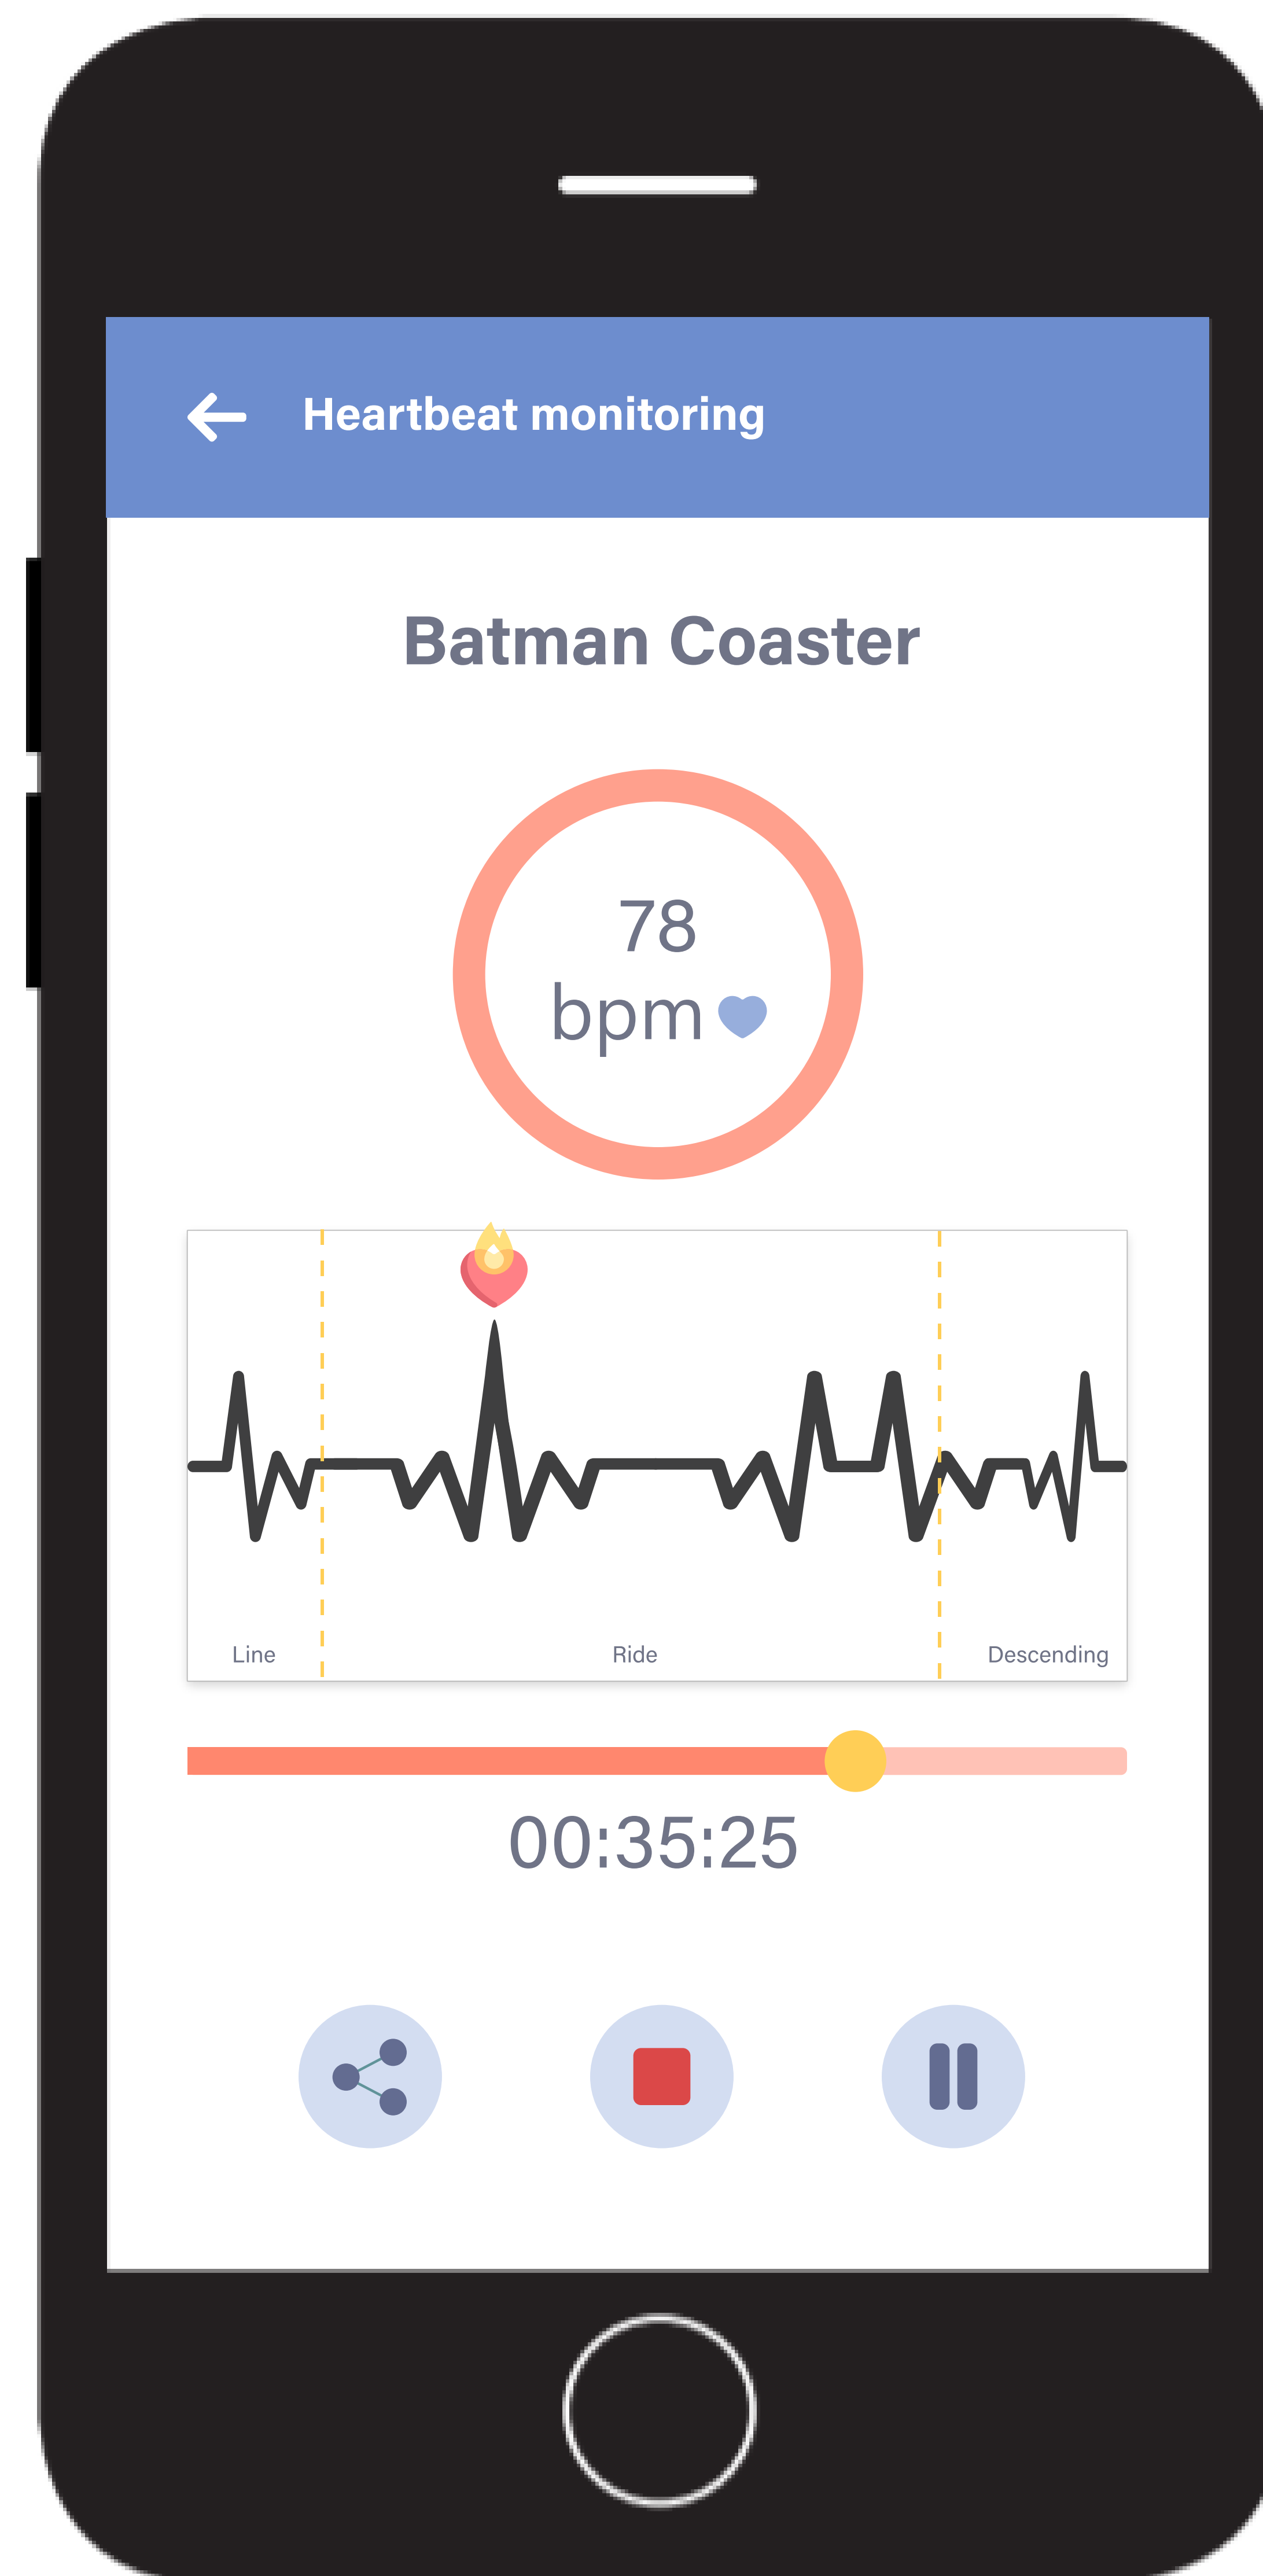 Heartbeat monitoring
Batman Coaster
78
bpm
Line Ride Descending
00:35:25